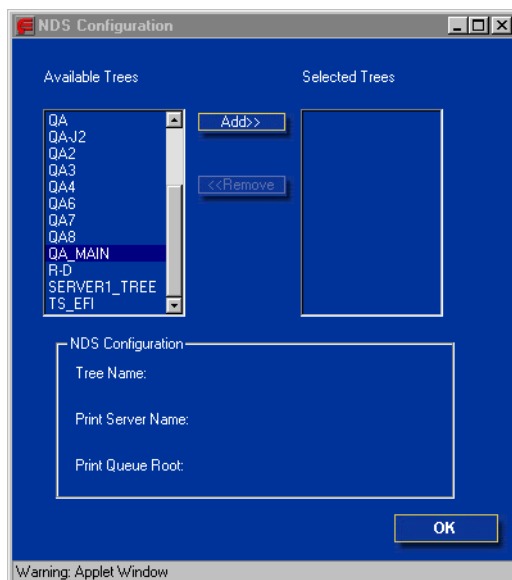 NDS Configuration
Available Trees
Selected Trees
QA
QA-J2
QA2
QA3
QA4
QA6
QA7
QA8
QA_MAIN
R-D
SERVER1_TREE
TS_EFI
Add>>
<<Remove
NDS Configuration
Tree Name:
Print Server Name:
Print Queue Root:
OK
Warning: Applet Window